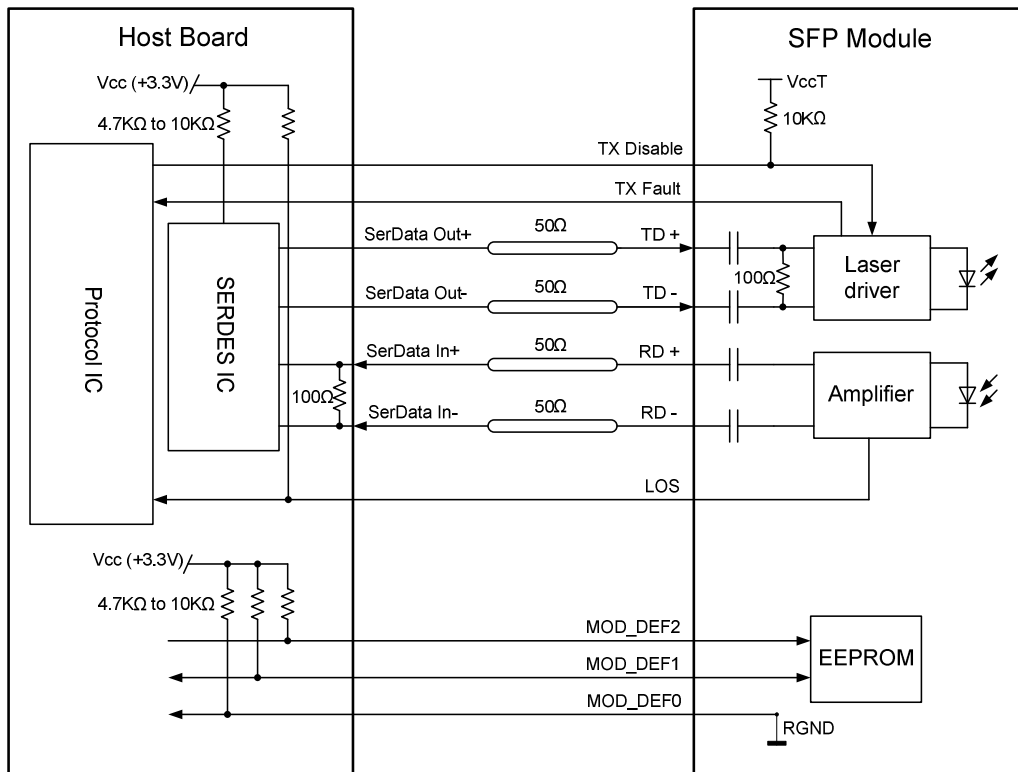 Host Board
SFP Module
Vcc (+3.3V)
VccT
4.7KΩ to 10KΩ
10KΩ
TX Disable
TX Fault
SerData Out+
50Ω
TD +
Laser
driver
100Ω
SerData Out-
50Ω
TD -
Protocol IC
SERDES IC
SerData In+
50Ω
RD +
100Ω
Amplifier
SerData In-
50Ω
RD -
LOS
Vcc (+3.3V)
4.7KΩ to 10KΩ
MOD_DEF2
EEPROM
MOD_DEF1
MOD_DEF0
RGND